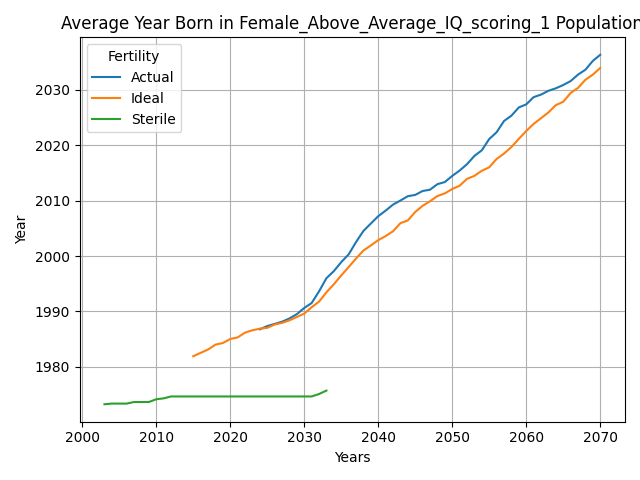 Average Year Born in Female_Above_Average_IQ_scoring_1 Population
Fertility
Actual
Ideal
Sterile
Year
2030
2020
2010
2000
1990
1980
2000 2010 2020 2030 2040 2050 2060 2070
Years